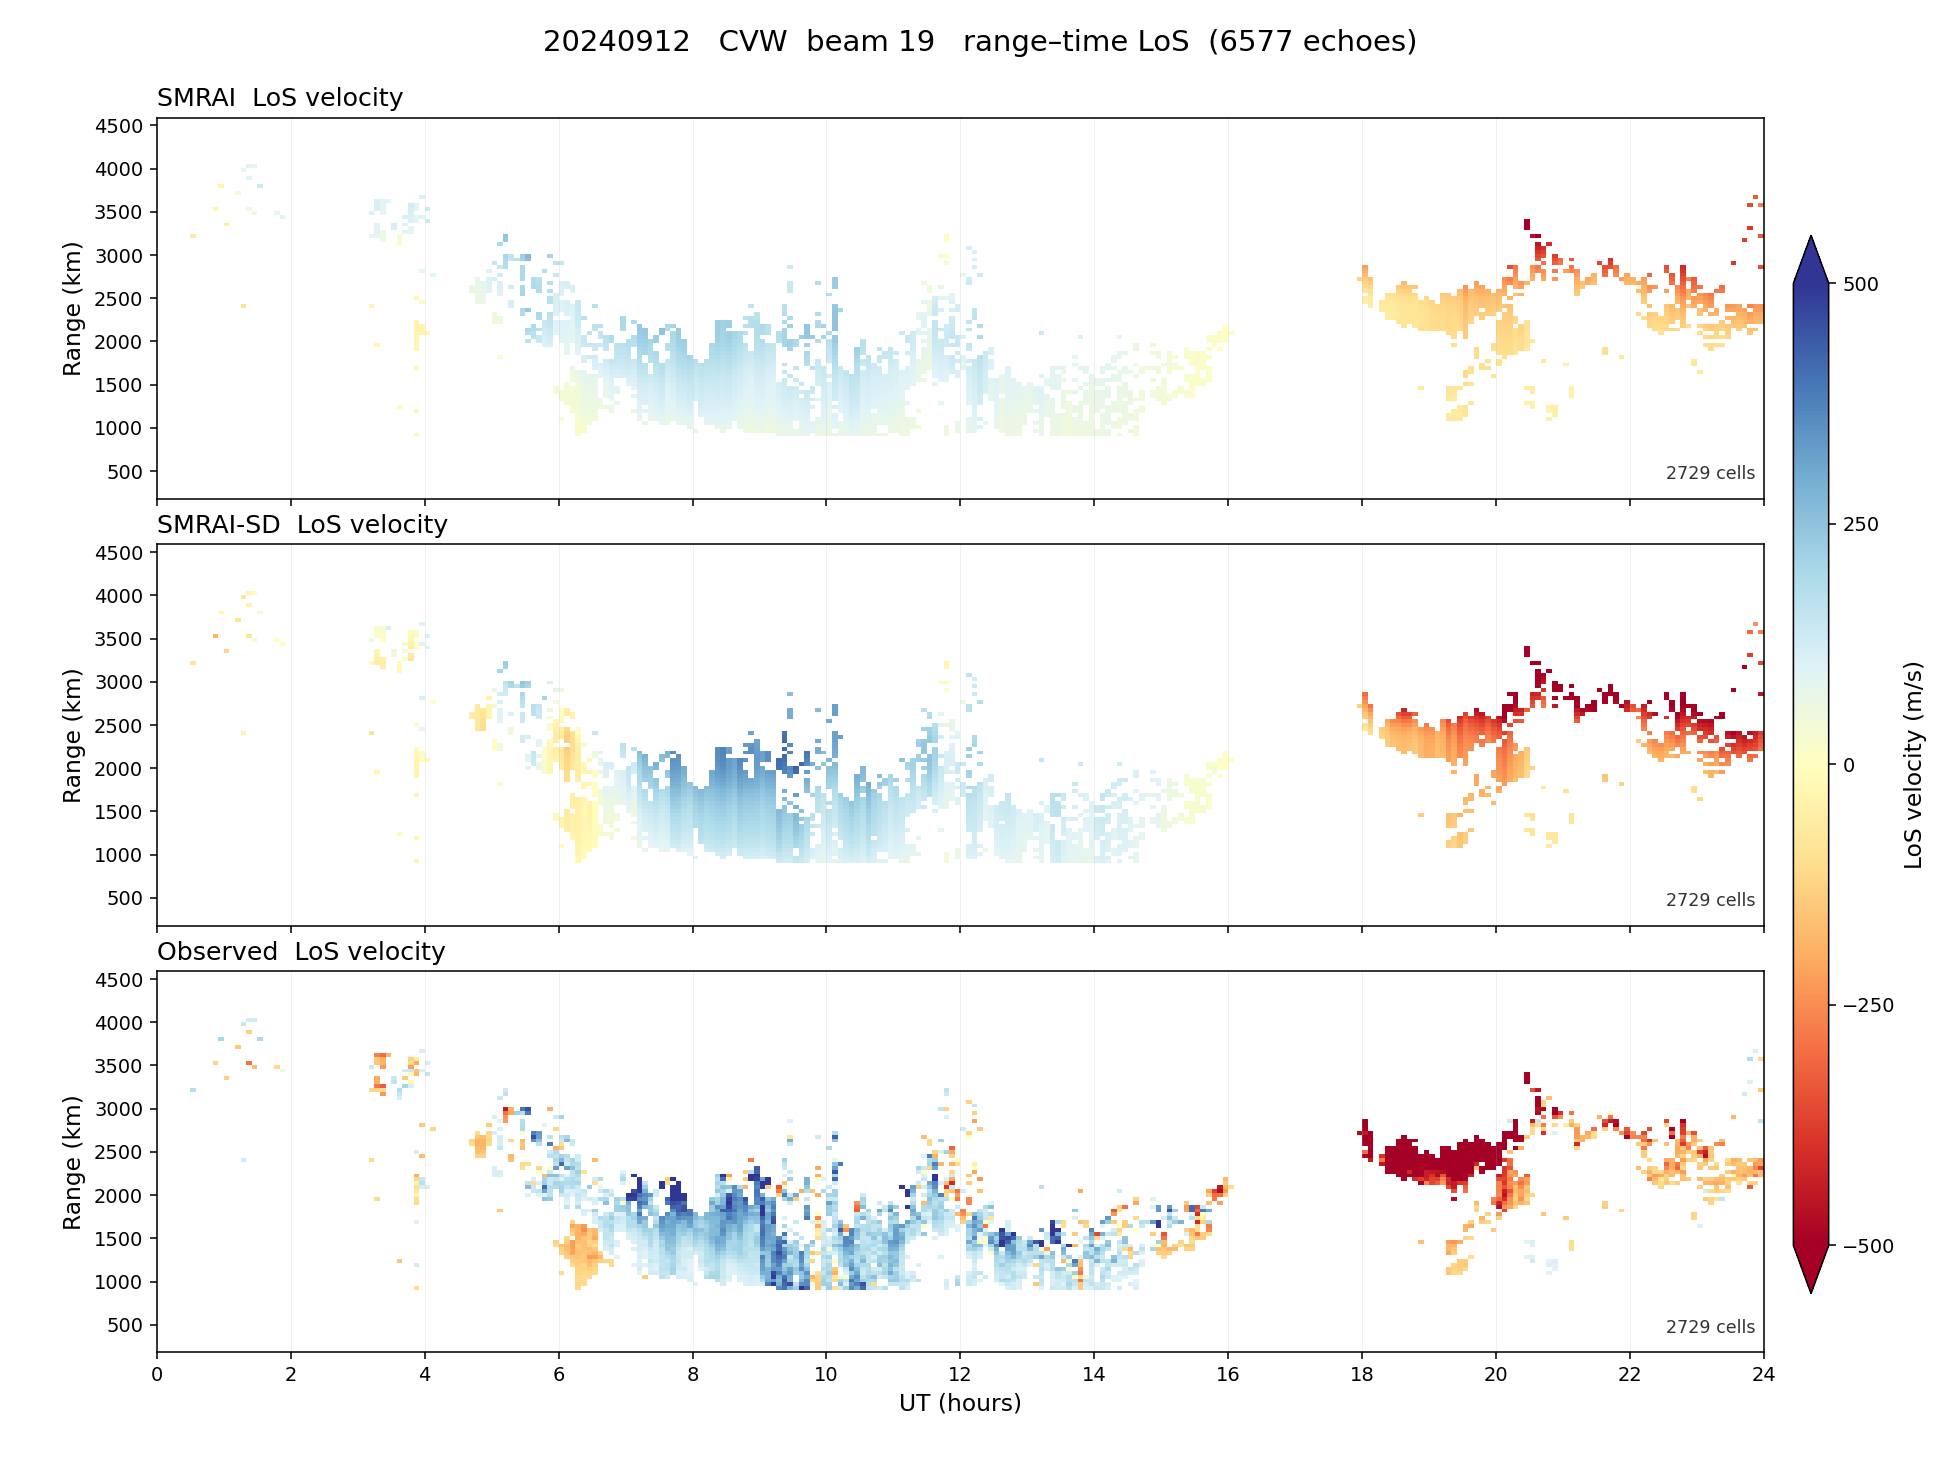 20240912   CVW  beam 19   range–time LoS  (6577 echoes)
SMRAI  LoS velocity
4500
4000
3500
3000
2500
2000
1500
1000
500
Range (km)
2729 cells
SMRAI-SD  LoS velocity
4500
4000
3500
3000
2500
2000
1500
1000
500
Range (km)
2729 cells
Observed  LoS velocity
4500
4000
3500
3000
2500
2000
1500
1000
500
Range (km)
2729 cells
0 2 4 6 8 10 12 14 16 18 20 22 24
UT (hours)
500
250
0
−250
−500
LoS velocity (m/s)